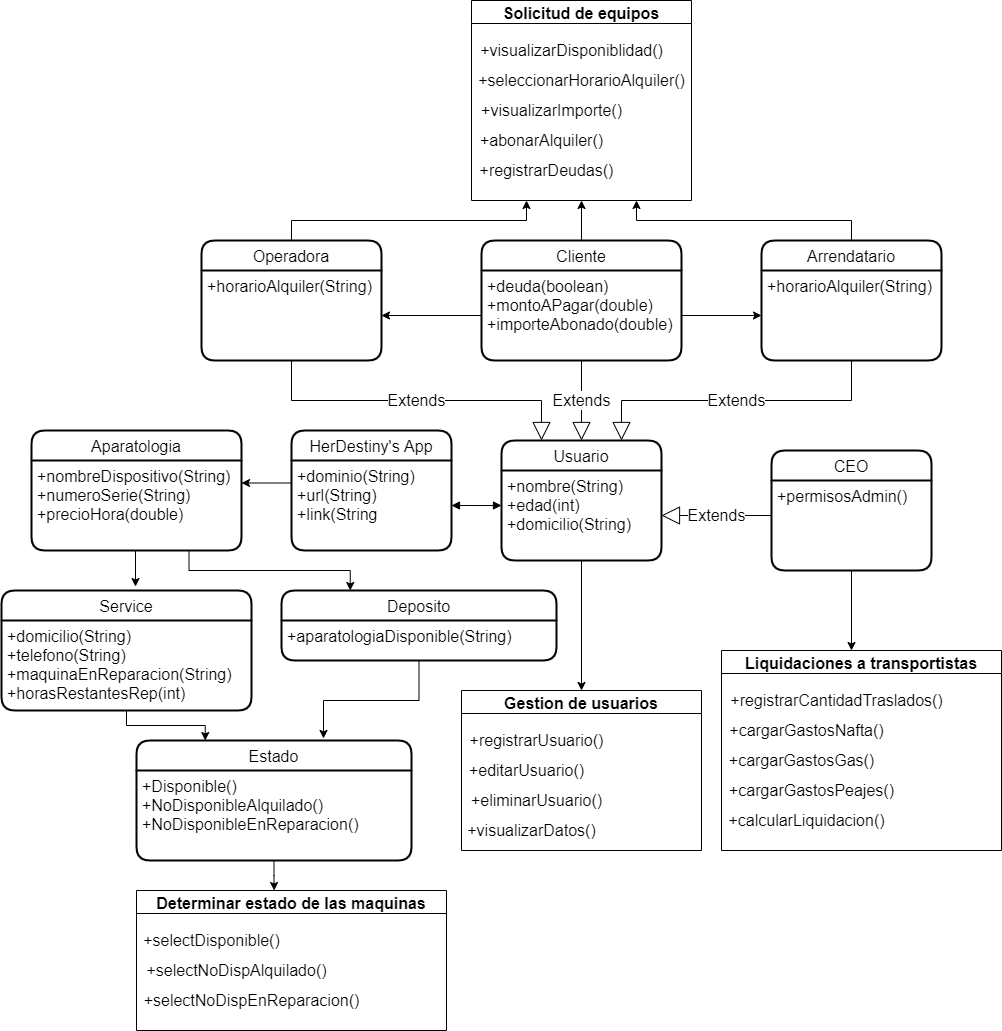 Solicitud de equipos
+visualizarDisponiblidad()
+seleccionarHorarioAlquiler()
+visualizarImporte()
+abonarAlquiler()
+registrarDeudas()
Operadora
+horarioAlquiler(String)
Cliente
+deuda(boolean)
+montoAPagar(double)
+importeAbonado(double)
Arrendatario
+horarioAlquiler(String)
Extends
Extends
Extends
Aparatologia
+nombreDispositivo(String)
+numeroSerie(String)
+precioHora(double)
HerDestiny's App
+dominio(String)
+url(String)
+link(String
Usuario
+nombre(String)
+edad(int)
+domicilio(String)
Extends
CEO
+permisosAdmin()
Service
+domicilio(String)
+telefono(String)
+maquinaEnReparacion(String)
+horasRestantesRep(int)
Deposito
+aparatologiaDisponible(String)
Gestion de usuarios
+registrarUsuario()
+editarUsuario()
+eliminarUsuario()
+visualizarDatos()
Liquidaciones a transportistas
+registrarCantidadTraslados()
+cargarGastosNafta()
+cargarGastosGas()
+cargarGastosPeajes()
+calcularLiquidacion()
Estado
+Disponible()
+NoDisponibleAlquilado()
+NoDisponibleEnReparacion()
Determinar estado de las maquinas
+selectDisponible()
+selectNoDispAlquilado()
+selectNoDispEnReparacion()